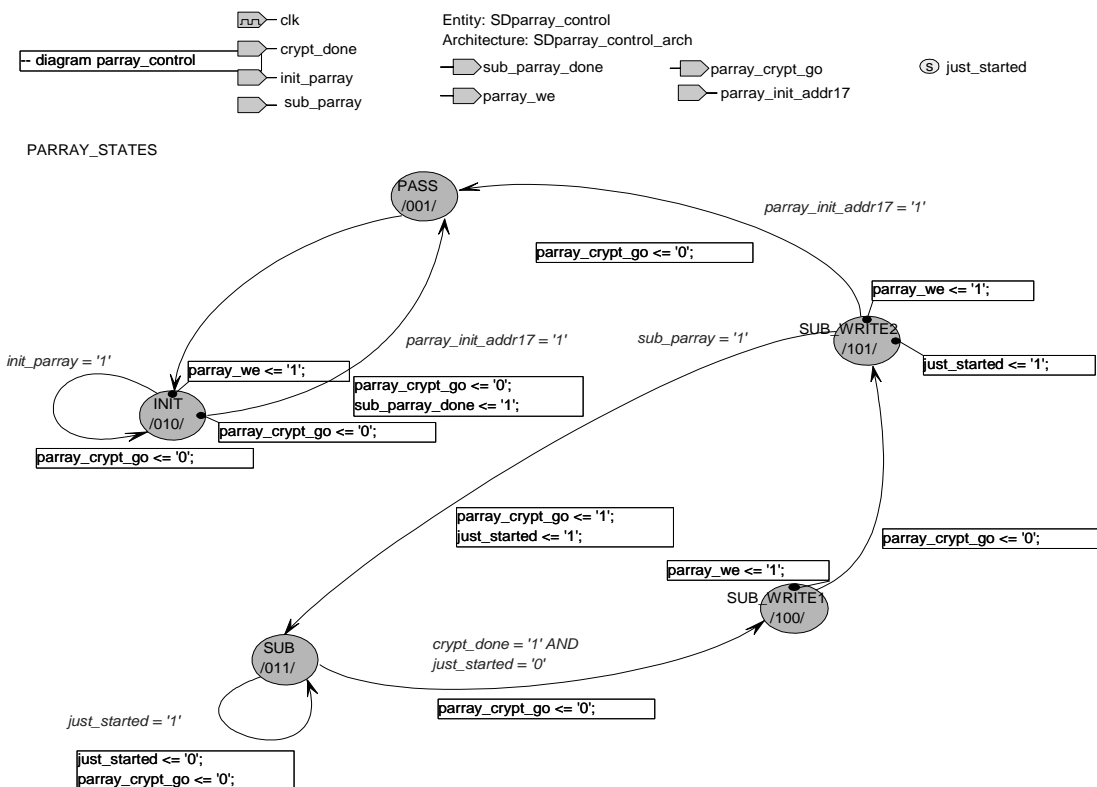 clk
Entity: SDparray_control
crypt_done
Architecture: SDparray_control_arch
-- diagram parray_control
init_parray
sub_parray
sub_parray_done
parray_crypt_go
S just_started
parray_we
parray_init_addr17
PARRAY_STATES
PASS
/001/
parray_init_addr17 = '1'
parray_crypt_go <= '0';
parray_we <= '1';
SUB_WRITE2
/101/
sub_parray = '1'
parray_init_addr17 = '1'
init_parray = '1'
parray_we <= '1';
just_started <= '1';
parray_crypt_go <= '0';
sub_parray_done <= '1';
INIT
/010/
parray_crypt_go <= '0';
parray_crypt_go <= '0';
parray_crypt_go <= '1';
just_started <= '1';
parray_crypt_go <= '0';
parray_we <= '1';
SUB_WRITE1
/100/
SUB
/011/
crypt_done = '1' AND
just_started = '0'
parray_crypt_go <= '0';
just_started = '1'
just_started <= '0';
parray_crypt_go <= '0';